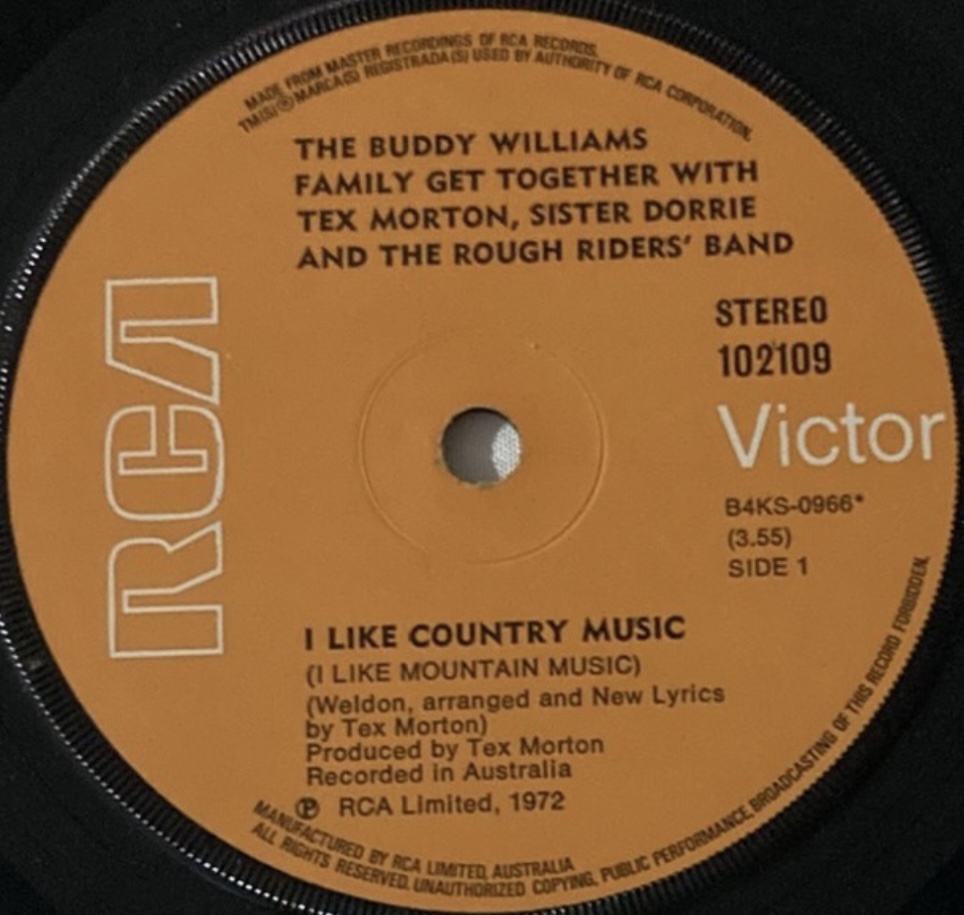 MADE FROM MASTER RECORDINGS OF RCA RECORDS.
TM(S) ® MARCA(S) REGISTRADA(S) USED BY AUTHORITY OF RCA CORPORATION.
THE BUDDY WILLIAMS
FAMILY GET TOGETHER WITH
TEX MORTON, SISTER DORRIE
AND THE ROUGH RIDERS' BAND
RCA
STEREO
102109
Victor
B4KS-0966*
(3.55)
SIDE 1
I LIKE COUNTRY MUSIC
(I LIKE MOUNTAIN MUSIC)
(Weldon, arranged and New Lyrics
by Tex Morton)
Produced by Tex Morton
Recorded in Australia
℗ RCA Limited, 1972
MANUFACTURED BY RCA LIMITED, AUSTRALIA
ALL RIGHTS RESERVED. UNAUTHORIZED COPYING, PUBLIC PERFORMANCE, BROADCASTING OF THIS RECORD FORBIDDEN.